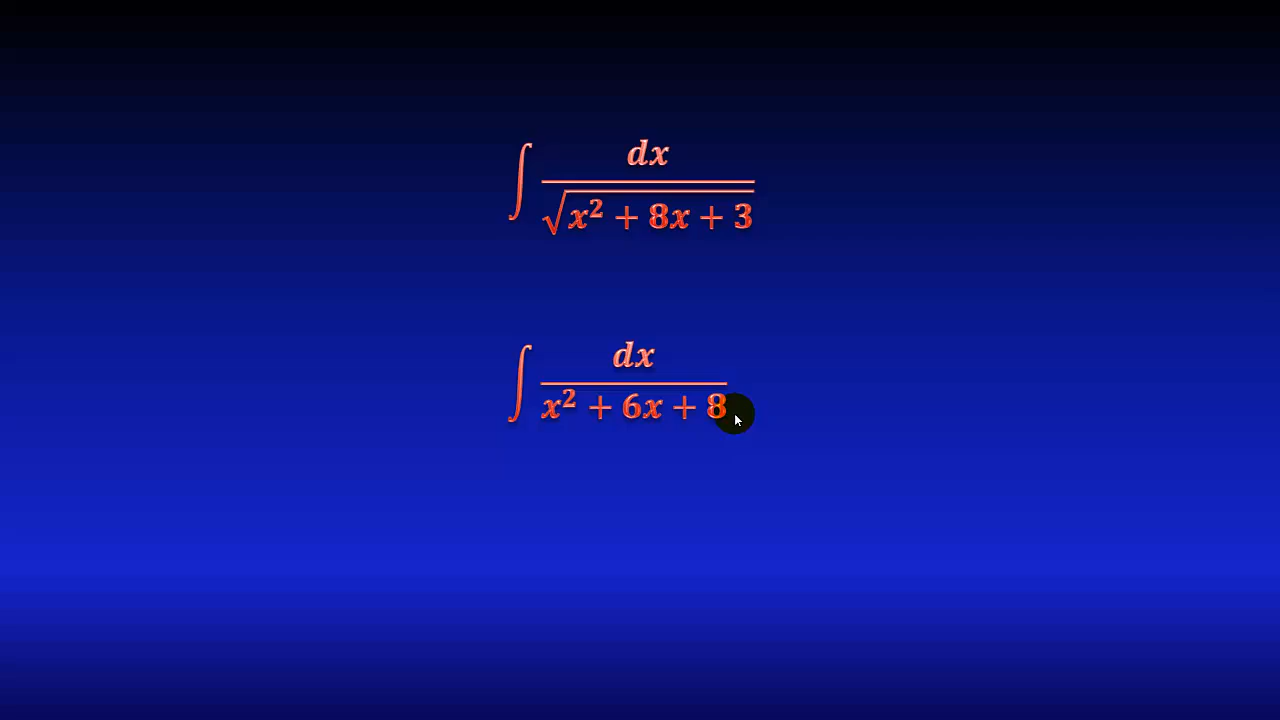 ∫ dx / √(x² + 8x + 3)
∫ dx / (x² + 6x + 8)